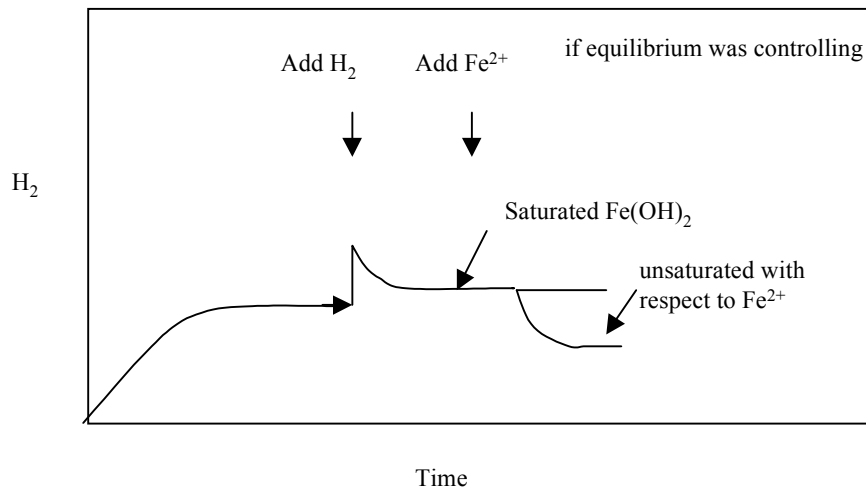 if equilibrium was controlling
Add H₂
Add Fe²⁺
H₂
Saturated Fe(OH)₂
unsaturated with
respect to Fe²⁺
Time